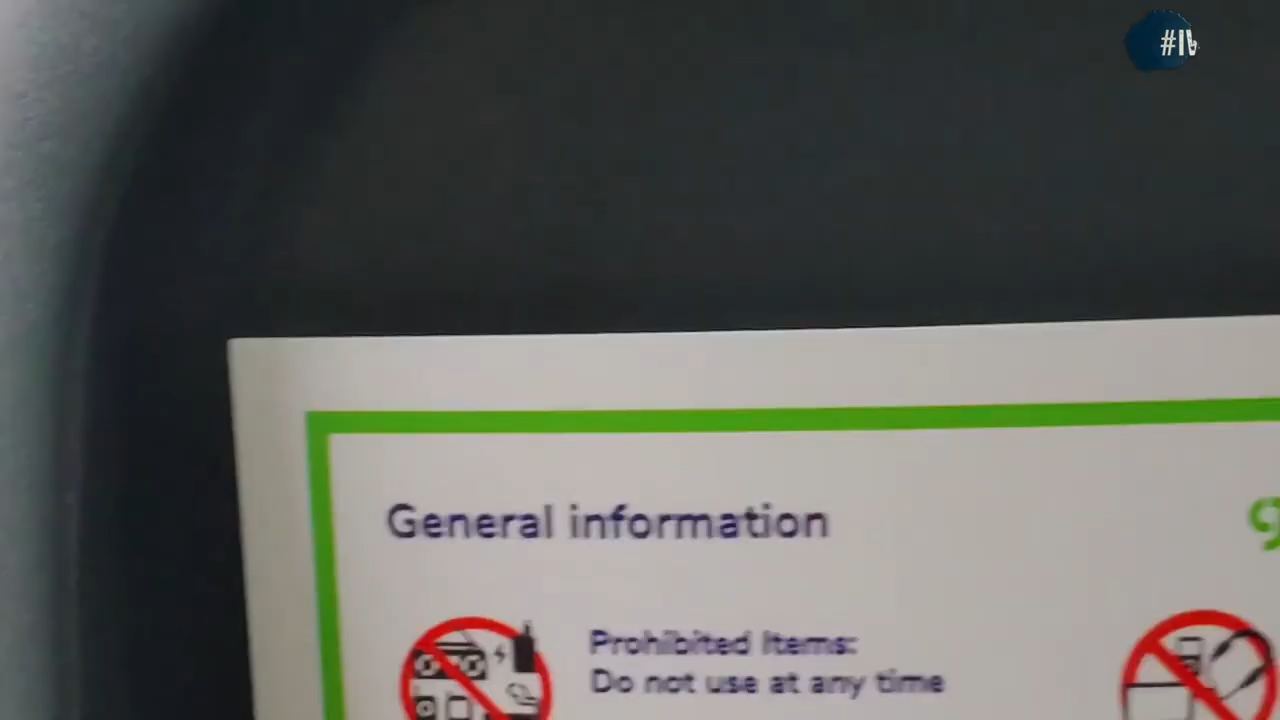 General information
Prohibited Items:
Do not use at any time